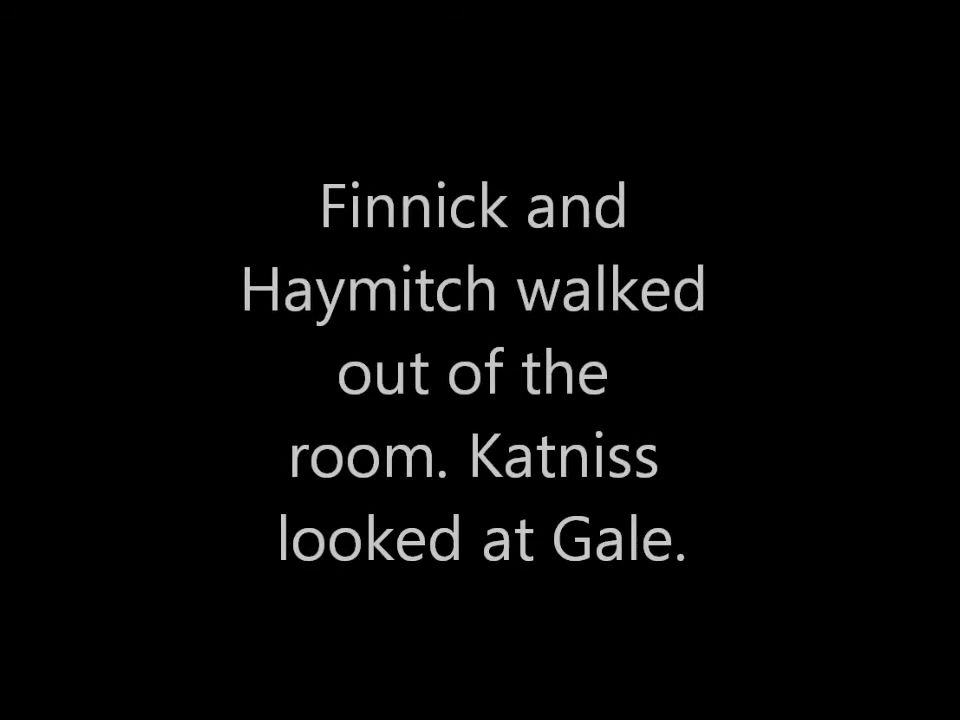 Finnick and
Haymitch walked
out of the
room. Katniss
looked at Gale.